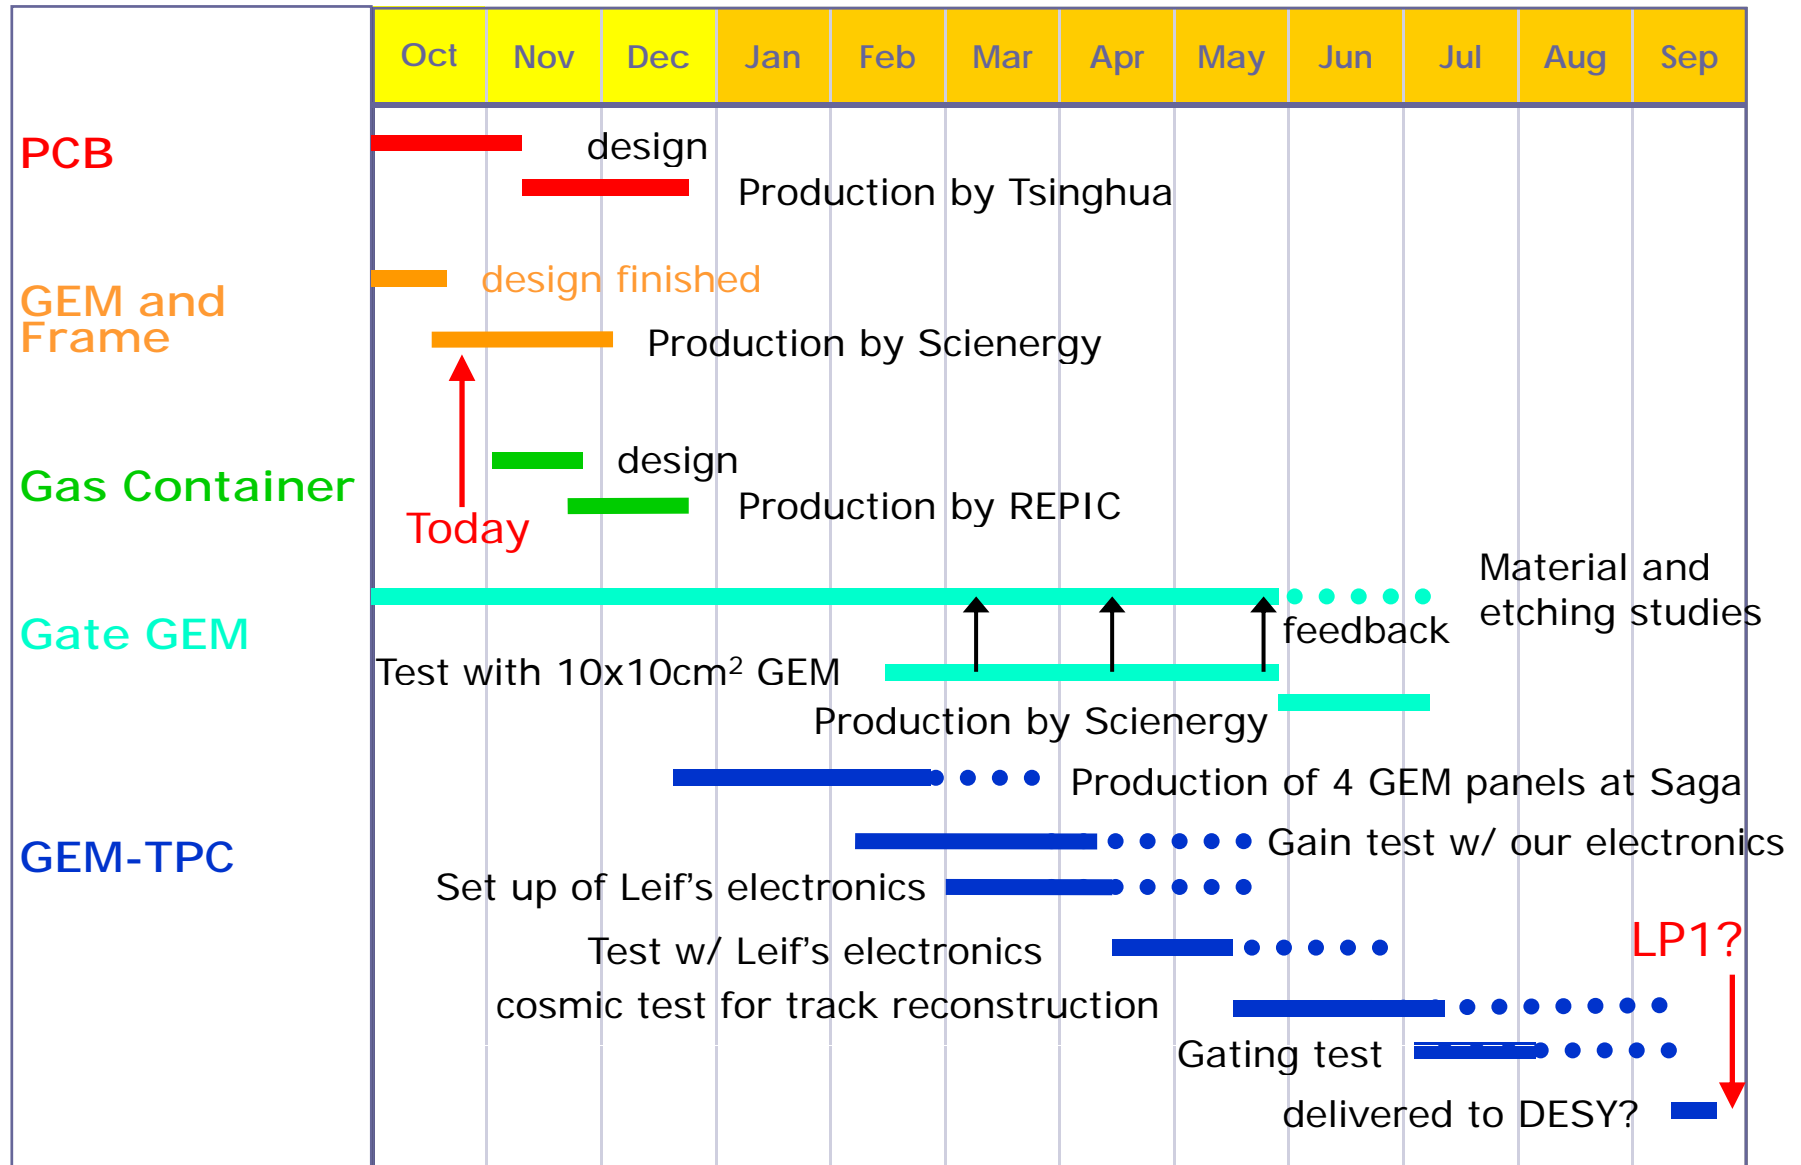 Oct Nov Dec Jan Feb Mar Apr May Jun Jul Aug Sep
PCB
design
Production by Tsinghua
GEM and
Frame
design finished
Production by Scienergy
Gas Container
design
Production by REPIC
Today
Gate GEM
Material and
etching studies
feedback
Test with 10x10cm² GEM
Production by Scienergy
GEM-TPC
Production of 4 GEM panels at Saga
Gain test w/ our electronics
Set up of Leif’s electronics
Test w/ Leif’s electronics
LP1?
cosmic test for track reconstruction
Gating test
delivered to DESY?